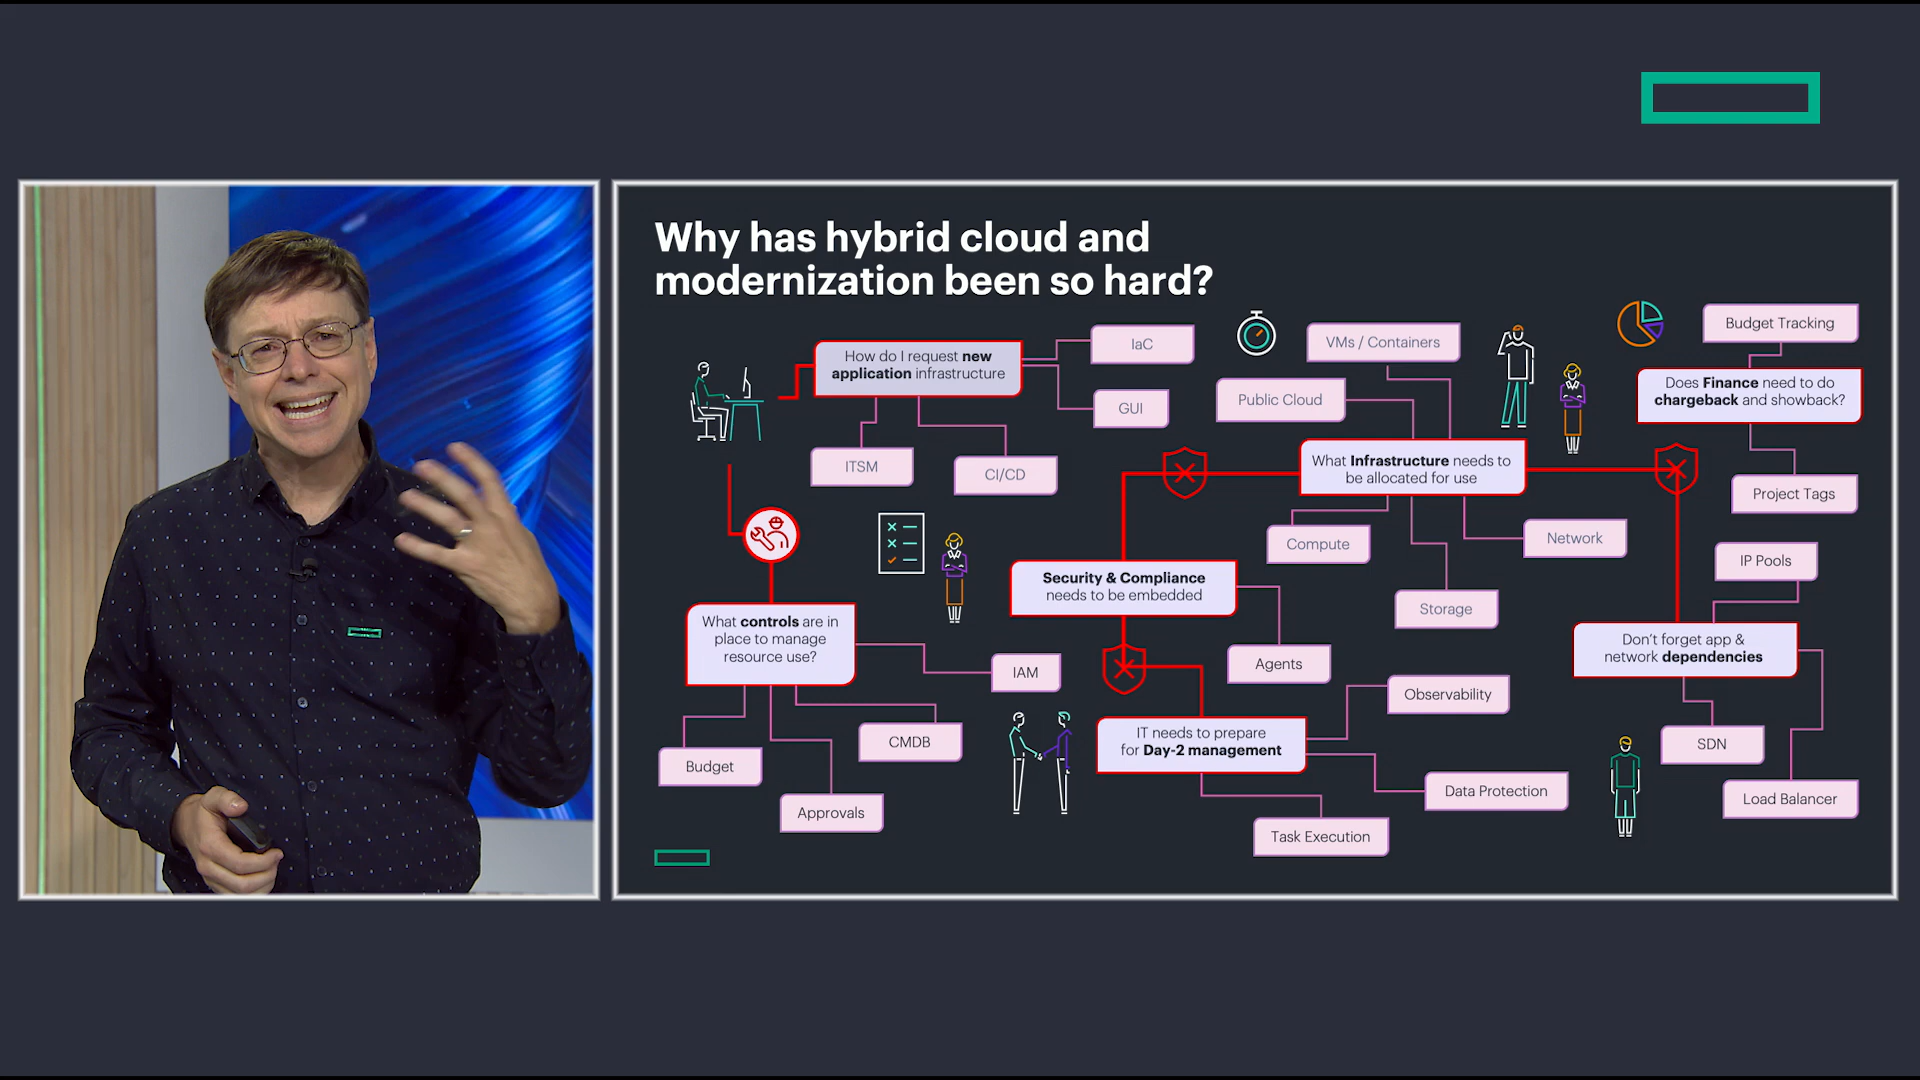 Why has hybrid cloud and
modernization been so hard?
How do I request new
application infrastructure
IaC
GUI
ITSM
CI/CD
VMs / Containers
Public Cloud
Budget Tracking
Does Finance need to do
chargeback and showback?
Project Tags
What Infrastructure needs to
be allocated for use
Compute
Network
Storage
IP Pools
Security & Compliance
needs to be embedded
Agents
What controls are in
place to manage
resource use?
IAM
CMDB
Budget
Approvals
Don't forget app &
network dependencies
SDN
Load Balancer
IT needs to prepare
for Day-2 management
Observability
Data Protection
Task Execution